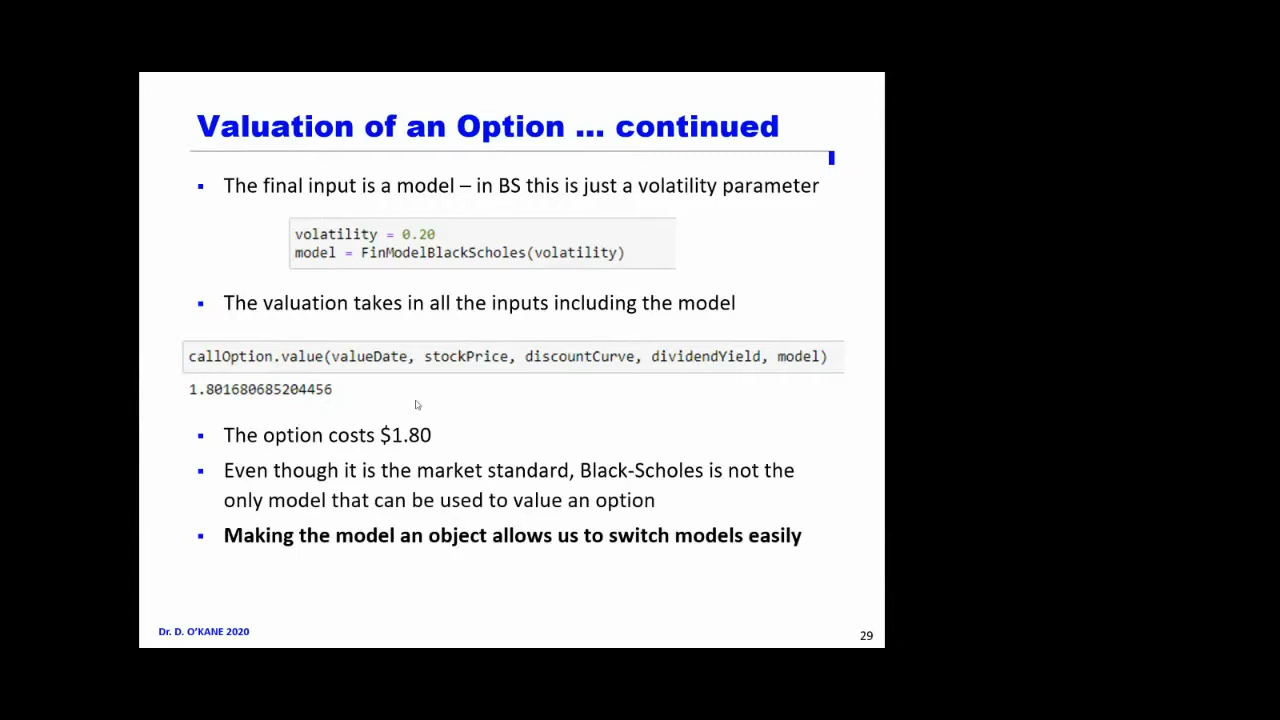 Valuation of an Option ... continued
▪ The final input is a model – in BS this is just a volatility parameter
volatility = 0.20
model = FinModelBlackScholes(volatility)
▪ The valuation takes in all the inputs including the model
callOption.value(valueDate, stockPrice, discountCurve, dividendYield, model)
1.801680685204456
▪ The option costs $1.80
▪ Even though it is the market standard, Black-Scholes is not the
only model that can be used to value an option
▪ Making the model an object allows us to switch models easily
Dr. D. O'KANE 2020
29